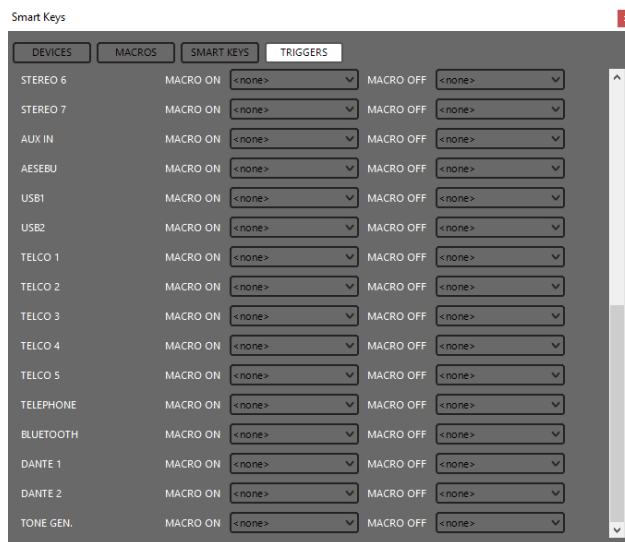 Smart Keys
DEVICES MACROS SMART KEYS TRIGGERS
STEREO 6 MACRO ON <none> MACRO OFF <none>
STEREO 7 MACRO ON <none> MACRO OFF <none>
AUX IN MACRO ON <none> MACRO OFF <none>
AESEBU MACRO ON <none> MACRO OFF <none>
USB1 MACRO ON <none> MACRO OFF <none>
USB2 MACRO ON <none> MACRO OFF <none>
TELCO 1 MACRO ON <none> MACRO OFF <none>
TELCO 2 MACRO ON <none> MACRO OFF <none>
TELCO 3 MACRO ON <none> MACRO OFF <none>
TELCO 4 MACRO ON <none> MACRO OFF <none>
TELCO 5 MACRO ON <none> MACRO OFF <none>
TELEPHONE MACRO ON <none> MACRO OFF <none>
BLUETOOTH MACRO ON <none> MACRO OFF <none>
DANTE 1 MACRO ON <none> MACRO OFF <none>
DANTE 2 MACRO ON <none> MACRO OFF <none>
TONE GEN. MACRO ON <none> MACRO OFF <none>